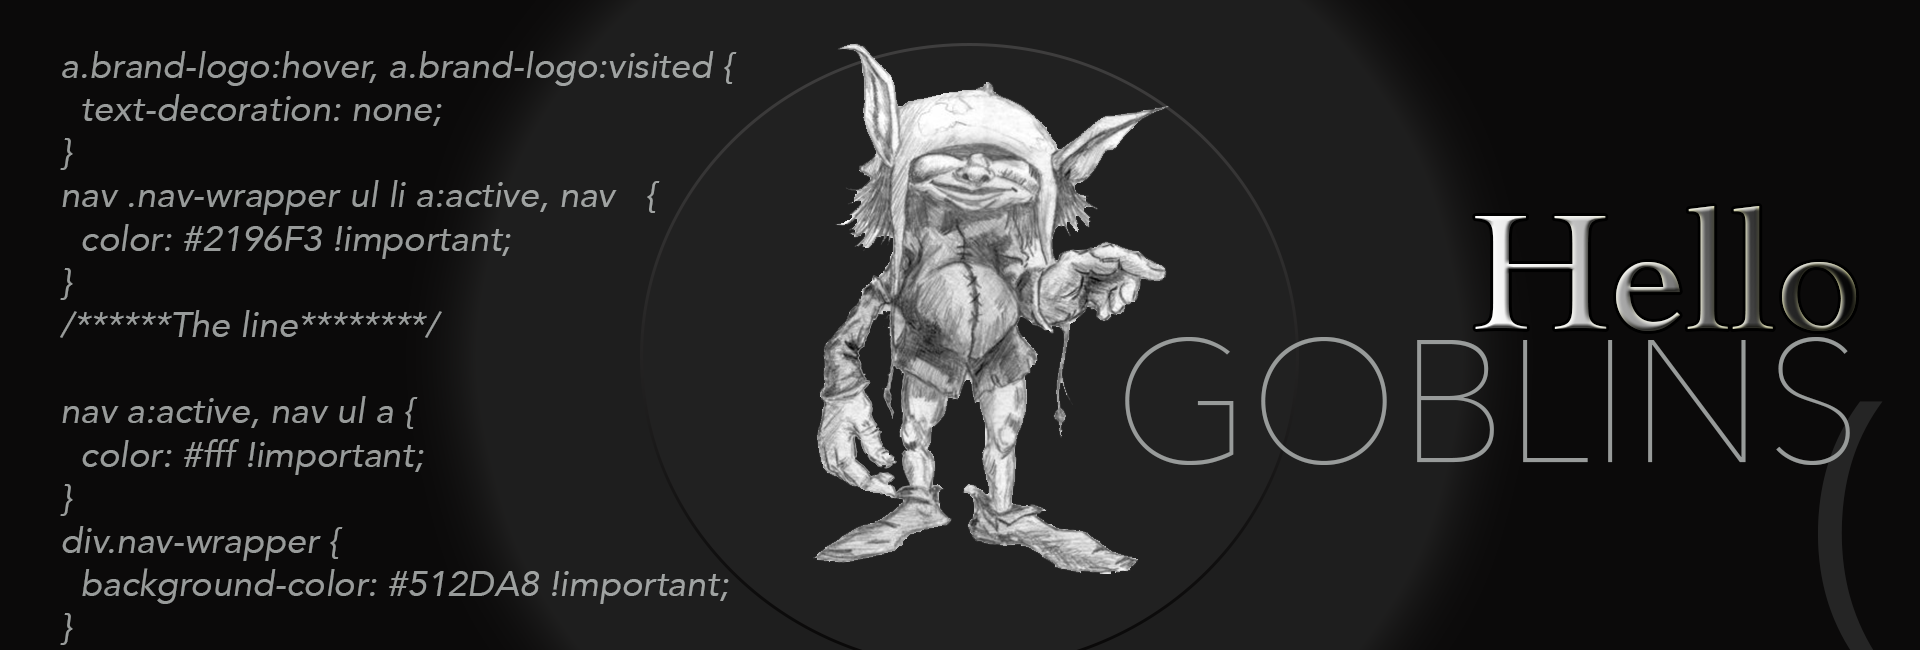 a.brand-logo:hover, a.brand-logo:visited {
  text-decoration: none;
}
nav .nav-wrapper ul li a:active, nav   {
  color: #2196F3 !important;
}
/******The line********/

nav a:active, nav ul a {
  color: #fff !important;
}
div.nav-wrapper {
  background-color: #512DA8 !important;
}
Hello
GOBLINS
(